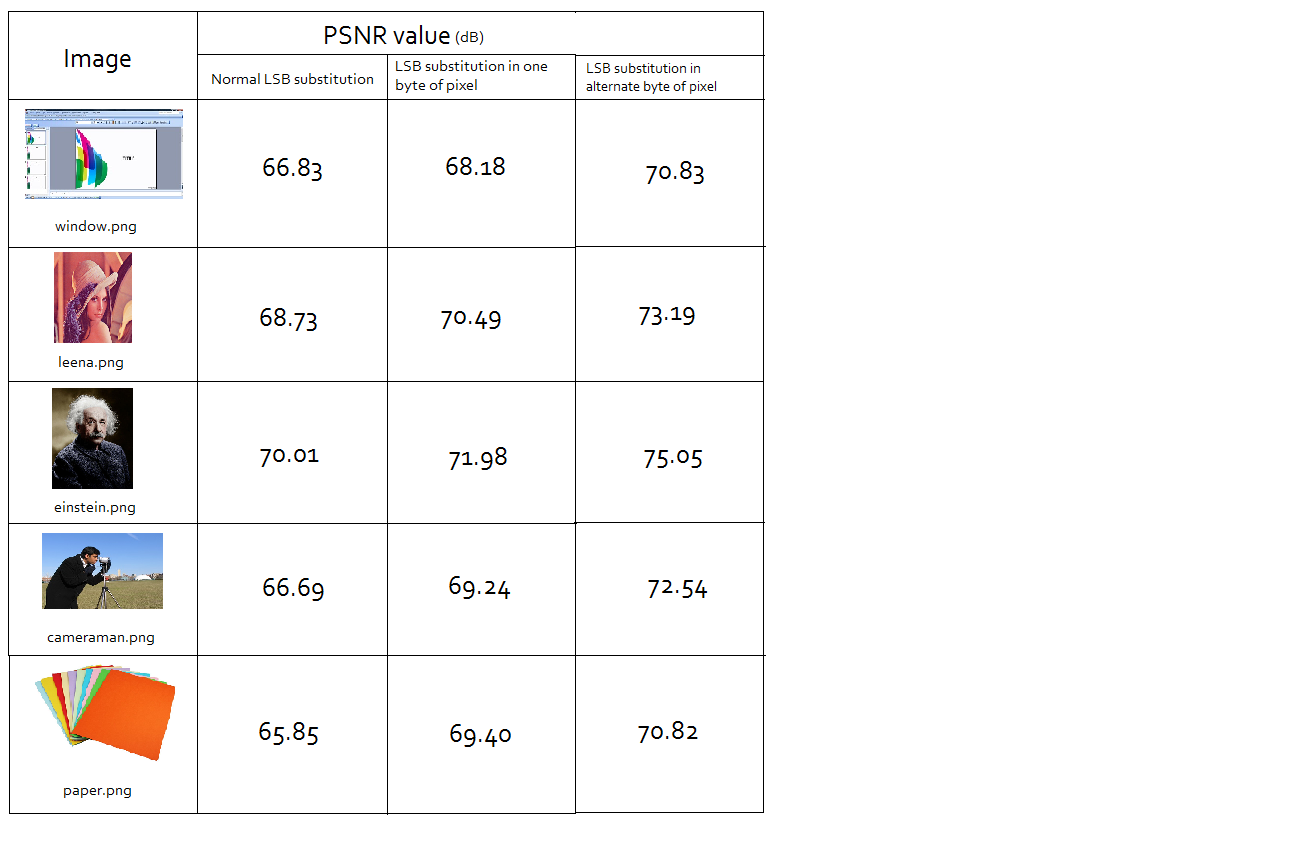 Image
PSNR value (dB)
Normal LSB substitution
LSB substitution in one
byte of pixel
LSB substitution in
alternate byte of pixel
window.png
66.83
68.18
70.83
leena.png
68.73
70.49
73.19
einstein.png
70.01
71.98
75.05
cameraman.png
66.69
69.24
72.54
paper.png
65.85
69.40
70.82